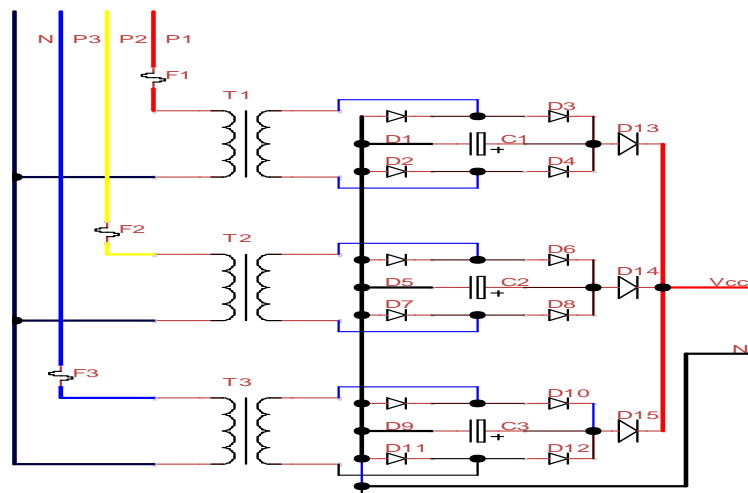 N P3 P2 P1
F1
T1
D3
D13
D1 C1
D2 D4
F2
T2
D6
D14
D5 C2
Vcc
D7 D8
N
F3
T3
D10
D15
D9 C3
D11 D12